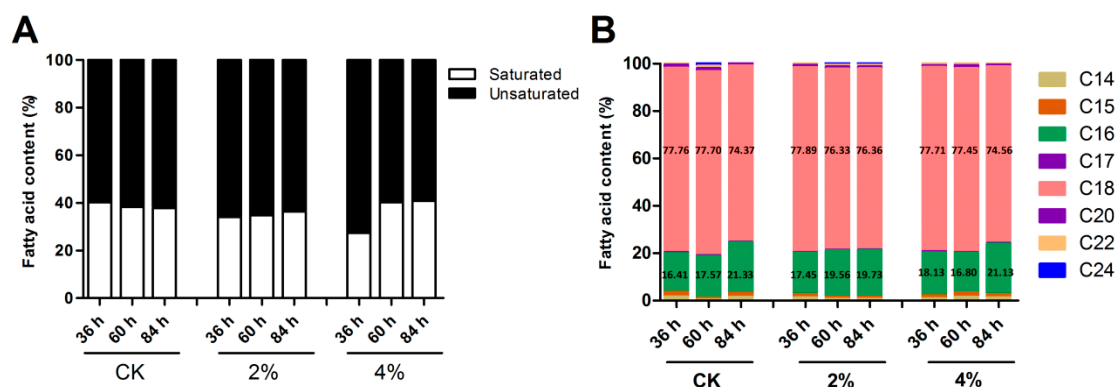 A
Fatty acid content (%)
100
80
60
40
20
0
Saturated
Unsaturated
36 h
60 h
84 h
36 h
60 h
84 h
36 h
60 h
84 h
CK
2%
4%
B
Fatty acid content (%)
100
80
60
40
20
0
77.76 77.70 74.37 77.89 76.33 76.36 77.71 77.45 74.56
16.41 17.57 21.33 17.45 19.56 19.73 18.13 16.80 21.13
36 h
60 h
84 h
36 h
60 h
84 h
36 h
60 h
84 h
CK
2%
4%
C14
C15
C16
C17
C18
C20
C22
C24